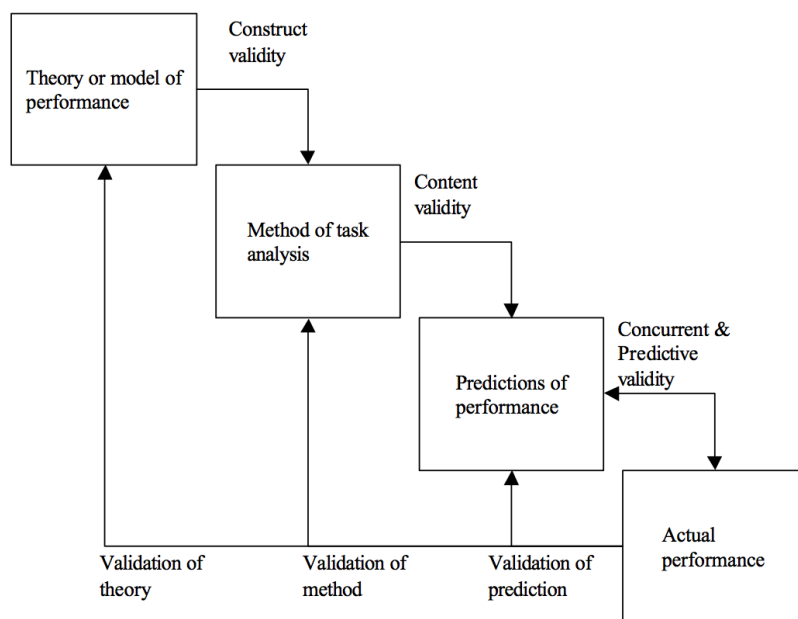 Construct
validity
Theory or model of
performance
Content
validity
Method of task
analysis
Concurrent &
Predictive
validity
Predictions of
performance
Actual
performance
Validation of
theory
Validation of
method
Validation of
prediction